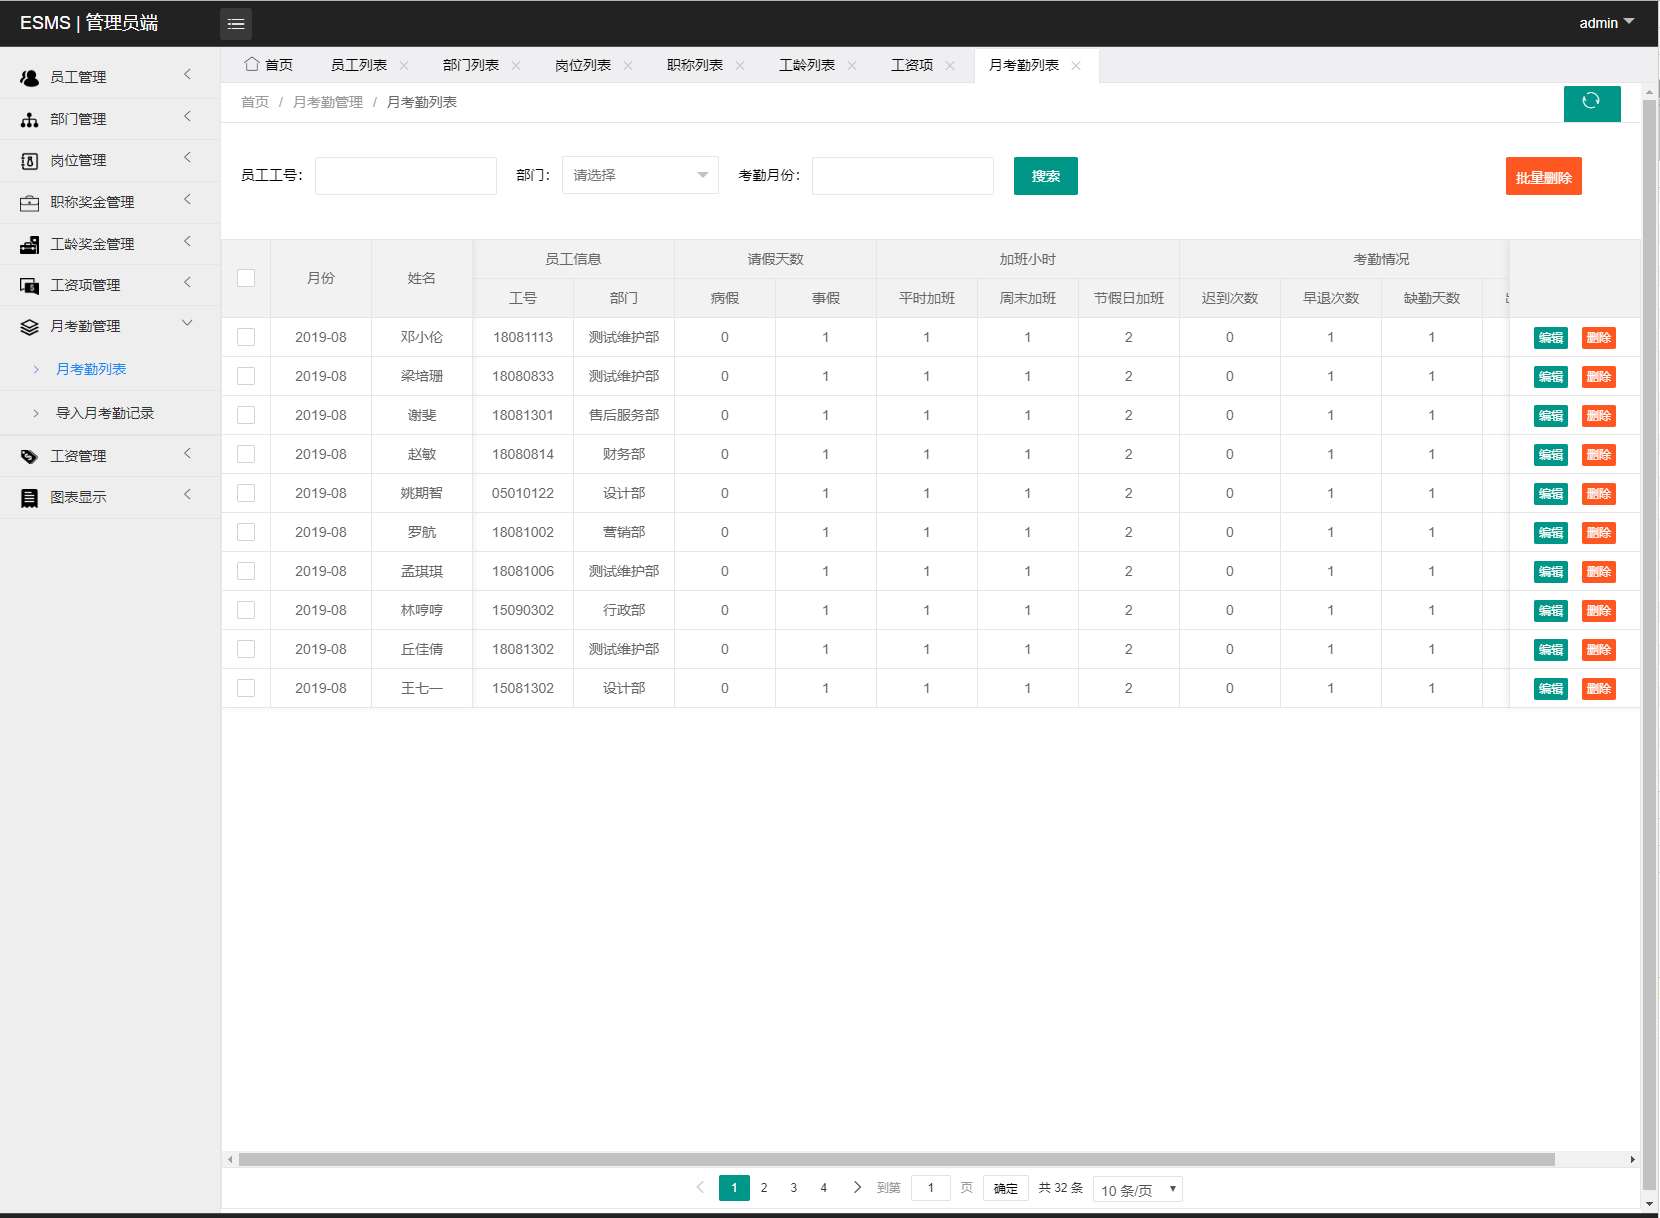 ESMS | 管理员端
admin
员工管理
部门管理
岗位管理
职称奖金管理
工龄奖金管理
工资项管理
月考勤管理
月考勤列表
导入月考勤记录
工资管理
图表显示
首页 员工列表 部门列表 岗位列表 职称列表 工龄列表 工资项 月考勤列表
首页 / 月考勤管理 / 月考勤列表
员工工号： 部门： 请选择 考勤月份： 搜索 批量删除
月份 姓名 员工信息 请假天数 加班小时 考勤情况
工号 部门 病假 事假 平时加班 周末加班 节假日加班 迟到次数 早退次数 缺勤天数
2019-08 邓小伦 18081113 测试维护部 0 1 1 1 2 0 1 1 编辑 删除
2019-08 梁培珊 18080833 测试维护部 0 1 1 1 2 0 1 1 编辑 删除
2019-08 谢斐 18081301 售后服务部 0 1 1 1 2 0 1 1 编辑 删除
2019-08 赵敏 18080814 财务部 0 1 1 1 2 0 1 1 编辑 删除
2019-08 姚期智 05010122 设计部 0 1 1 1 2 0 1 1 编辑 删除
2019-08 罗航 18081002 营销部 0 1 1 1 2 0 1 1 编辑 删除
2019-08 孟琪琪 18081006 测试维护部 0 1 1 1 2 0 1 1 编辑 删除
2019-08 林哼哼 15090302 行政部 0 1 1 1 2 0 1 1 编辑 删除
2019-08 丘佳倩 18081302 测试维护部 0 1 1 1 2 0 1 1 编辑 删除
2019-08 王七一 15081302 设计部 0 1 1 1 2 0 1 1 编辑 删除
1 2 3 4 到第 1 页 确定 共 32 条 10 条/页